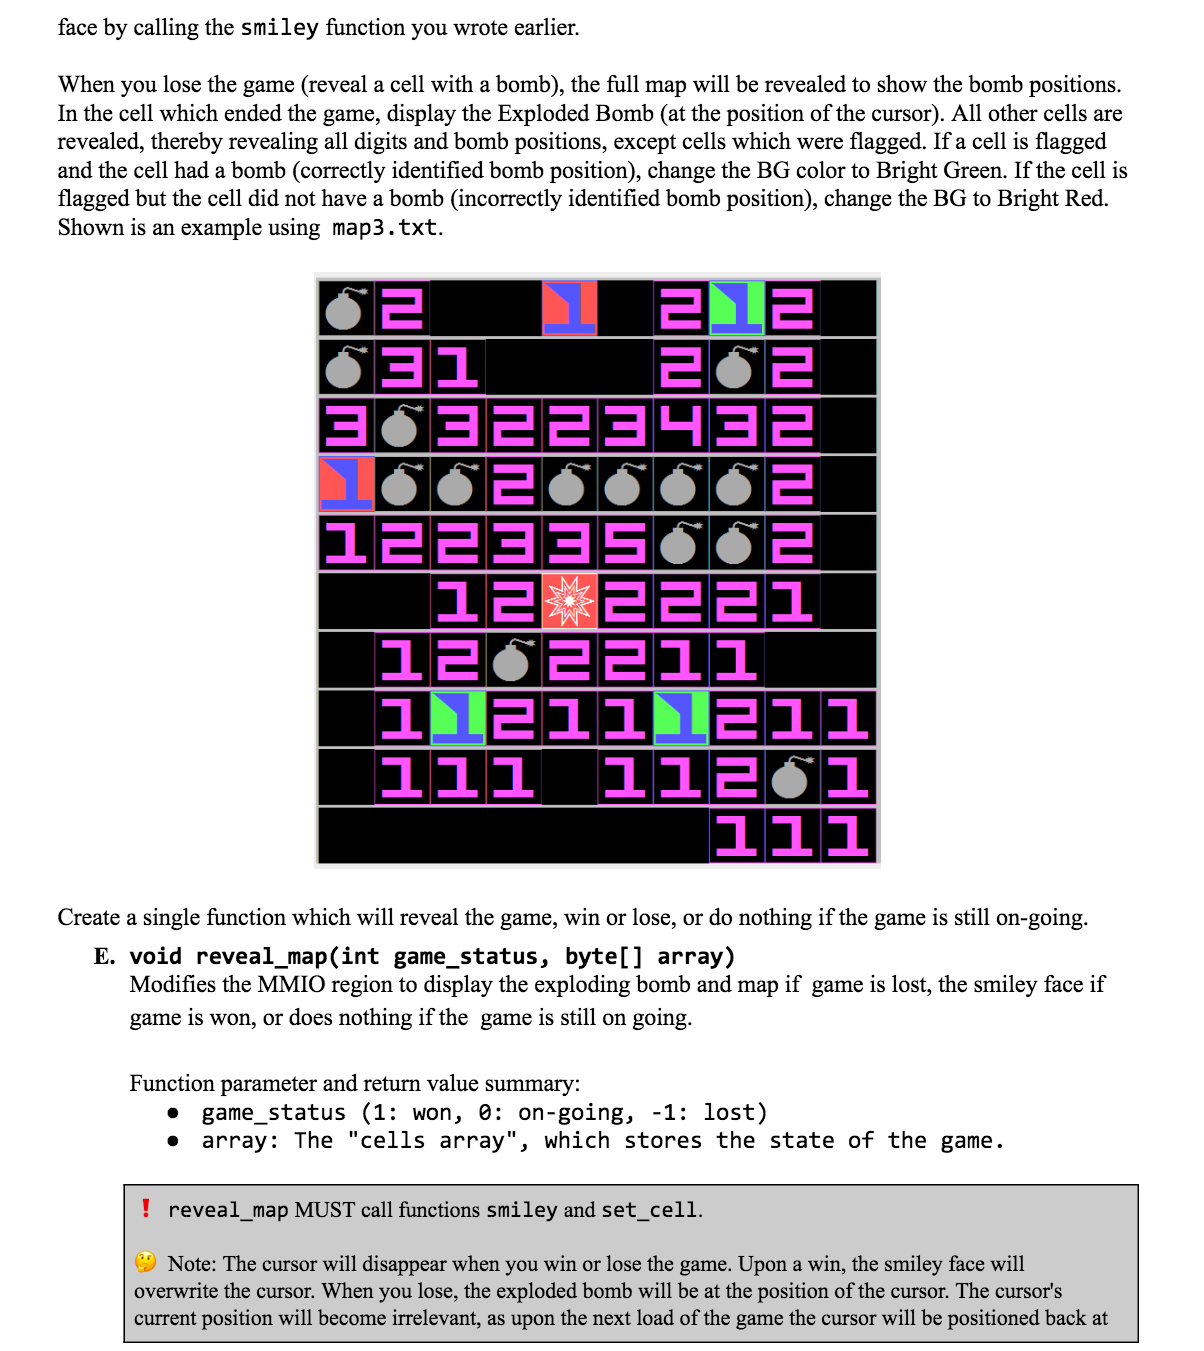 face by calling the smiley function you wrote earlier.
When you lose the game (reveal a cell with a bomb), the full map will be revealed to show the bomb positions.
In the cell which ended the game, display the Exploded Bomb (at the position of the cursor). All other cells are
revealed, thereby revealing all digits and bomb positions, except cells which were flagged. If a cell is flagged
and the cell had a bomb (correctly identified bomb position), change the BG color to Bright Green. If the cell is
flagged but the cell did not have a bomb (incorrectly identified bomb position), change the BG to Bright Red.
Shown is an example using map3.txt.
2 2 2
3 1 2 2
3 3 2 2 3 4 3 2
2 2
1 2 2 3 3 5 2
1 2 2 2 2 1
1 2 2 2 1 1
1 2 1 1 2 1 1
1 1 1 1 1 2 1
1 1 1
Create a single function which will reveal the game, win or lose, or do nothing if the game is still on-going.
E. void reveal_map(int game_status, byte[] array)
Modifies the MMIO region to display the exploding bomb and map if game is lost, the smiley face if
game is won, or does nothing if the game is still on going.
Function parameter and return value summary:
● game_status (1: won, 0: on-going, -1: lost)
● array: The "cells array", which stores the state of the game.
! reveal_map MUST call functions smiley and set_cell.
🤔 Note: The cursor will disappear when you win or lose the game. Upon a win, the smiley face will
overwrite the cursor. When you lose, the exploded bomb will be at the position of the cursor. The cursor's
current position will become irrelevant, as upon the next load of the game the cursor will be positioned back at